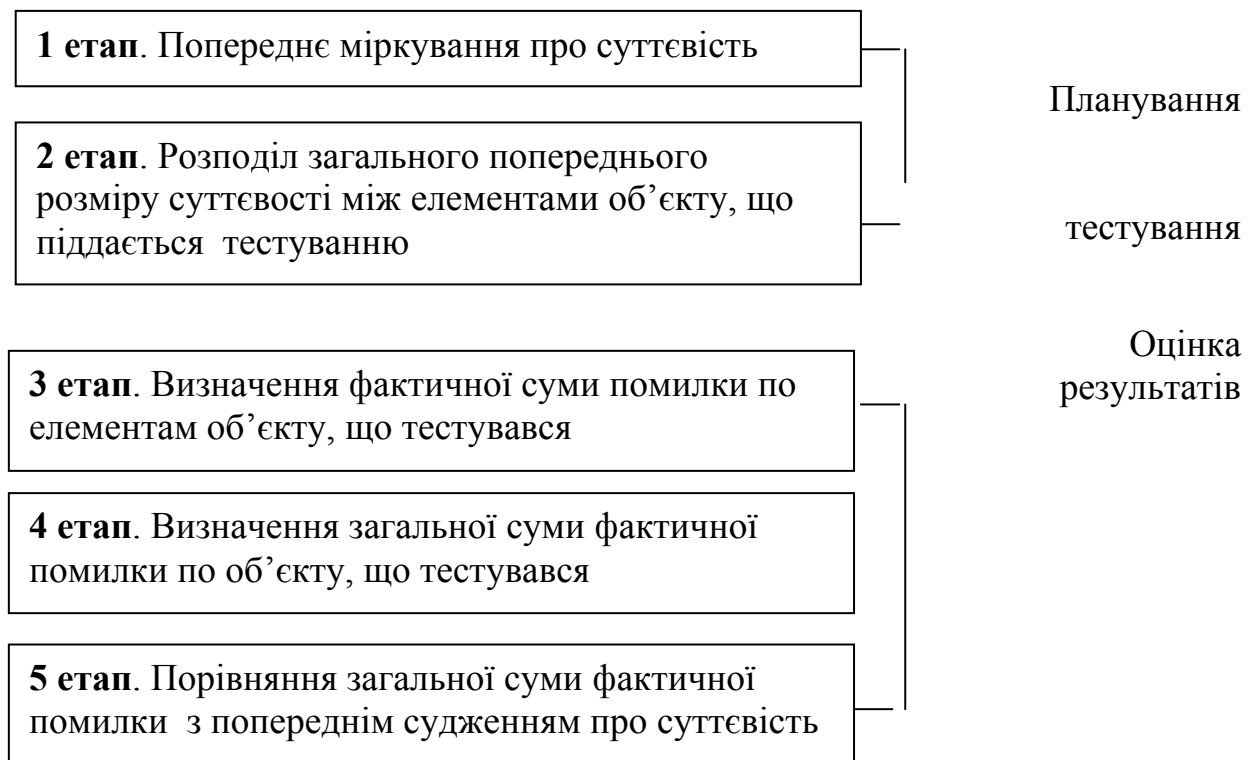 1 етап. Попереднє міркування про суттєвість
Планування
2 етап. Розподіл загального попереднього
розміру суттєвості між елементами об’єкту, що
піддається тестуванню
тестування
Оцінка
результатів
3 етап. Визначення фактичної суми помилки по
елементам об’єкту, що тестувався
4 етап. Визначення загальної суми фактичної
помилки по об’єкту, що тестувався
5 етап. Порівняння загальної суми фактичної
помилки з попереднім судженням про суттєвість